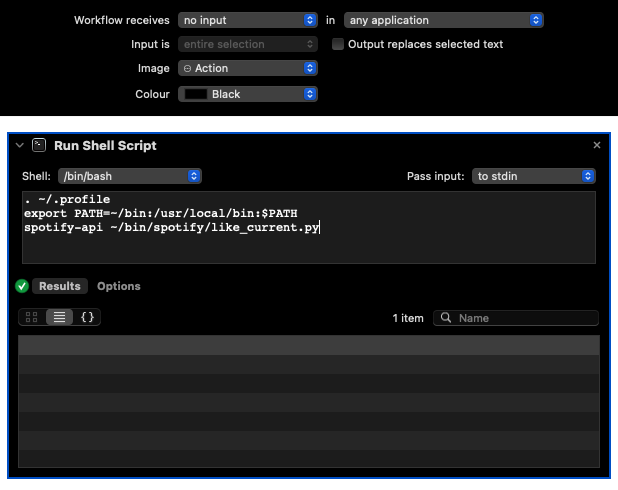 Workflow receives no input in any application
Input is entire selection Output replaces selected text
Image Action
Colour Black
Run Shell Script
Shell: /bin/bash Pass input: to stdin
. ~/.profile
export PATH=~/bin:/usr/local/bin:$PATH
spotify-api ~/bin/spotify/like_current.py
Results Options
{} 1 item Name